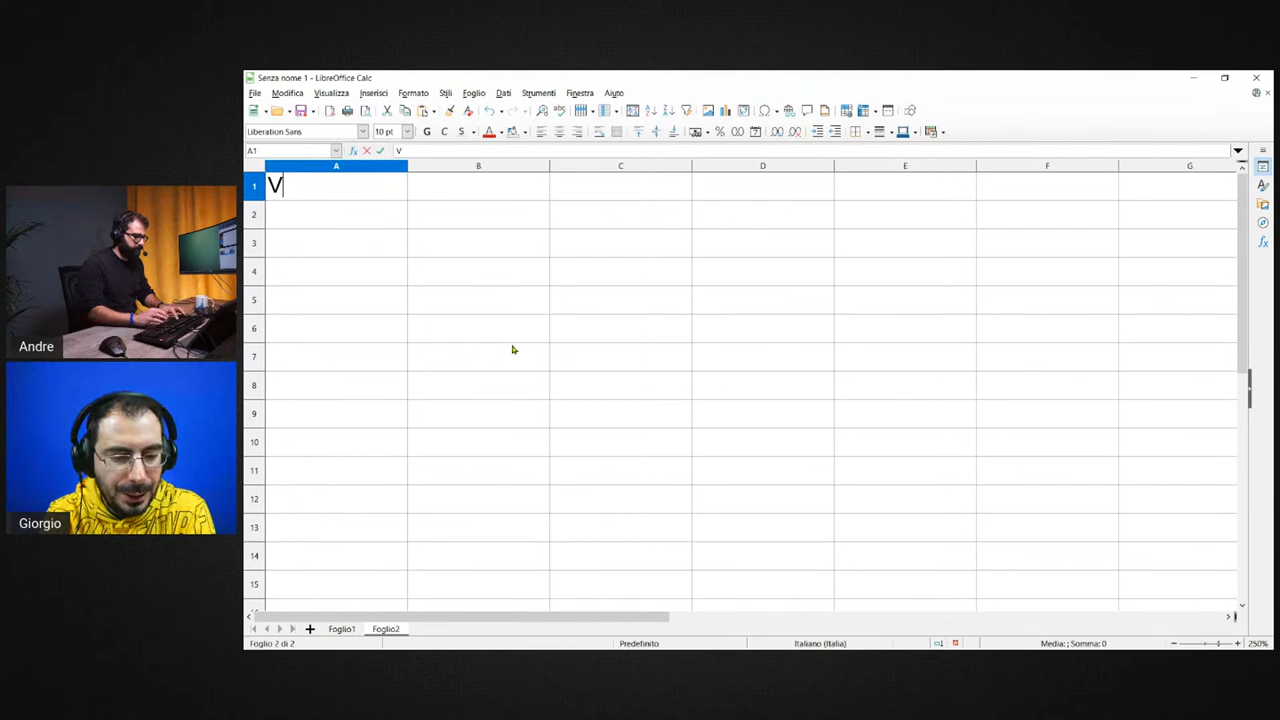 Senza nome 1 - LibreOffice Calc
File Modifica Visualizza Inserisci Formato Stili Foglio Dati Strumenti Finestra Aiuto
Liberation Sans 10 pt G C S
A1 V
A B C D E F G
1 V
2
3
4
5
6
7
8
9
10
11
12
13
14
15
Andre
Giorgio
Foglio1 Foglio2
Foglio 2 di 2 Predefinito Italiano (Italia) Media: ; Somma: 0 250%